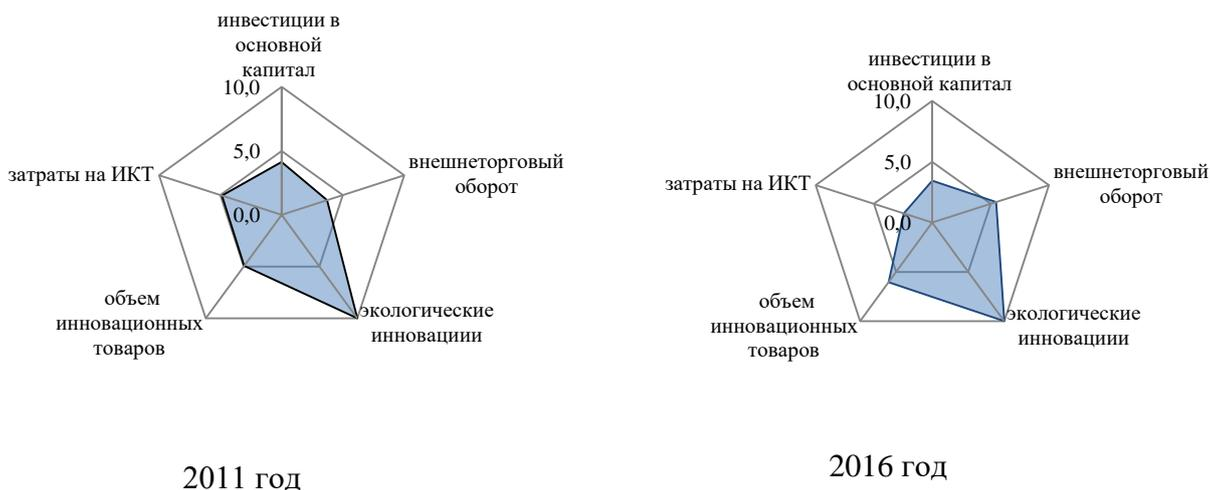 инвестиции в
основной
капитал
10,0
5,0
0,0
внешнеторговый
оборот
экологические
инновациии
объем
инновационных
товаров
затраты на ИКТ
2011 год
инвестиции в
основной капитал
10,0
5,0
0,0
внешнеторговый
оборот
экологические
инновациии
объем
инновационных
товаров
затраты на ИКТ
2016 год